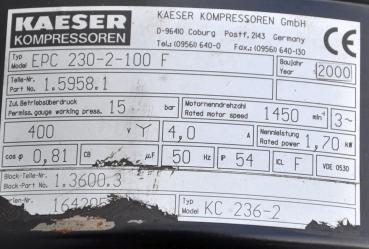 KAESER KAESER KOMPRESSOREN GmbH
KOMPRESSOREN D-96410 Coburg Postf. 2143 Germany
Tel.: (09561) 640-0 Fax.: (09561) 640-130 CE
Typ EPC 230-2-100 F Baujahr Year 2000
Teile-Nr.
Part-No. 1.5958.1
Zul. Betriebsüberdruck Permiss. gauge working press. 15 bar Motornenndrehzahl Rated motor speed 1450 min⁻¹ 3~
400 V Y 4,0 A Nennleistung Rated power 1,70 kW
cos φ 0,81 CB µF 50 Hz IP 54 ICL F VDE 0530
Block-Teile-Nr.
Block-Part No. 1.3600.3
Typ KC 236-2